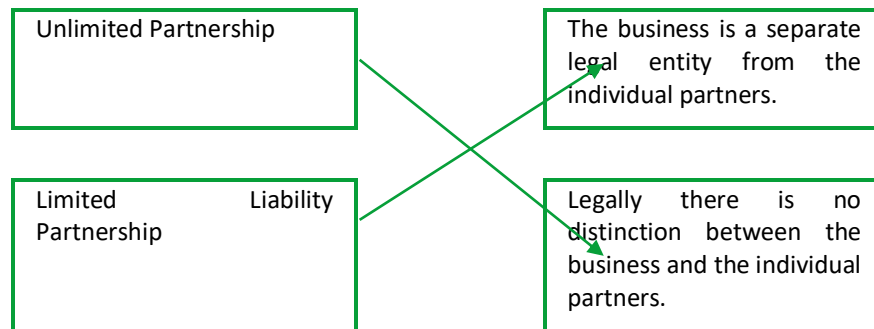 Unlimited Partnership
The business is a separate
legal entity from the
individual partners.
Limited Liability
Partnership
Legally there is no
distinction between the
business and the individual
partners.